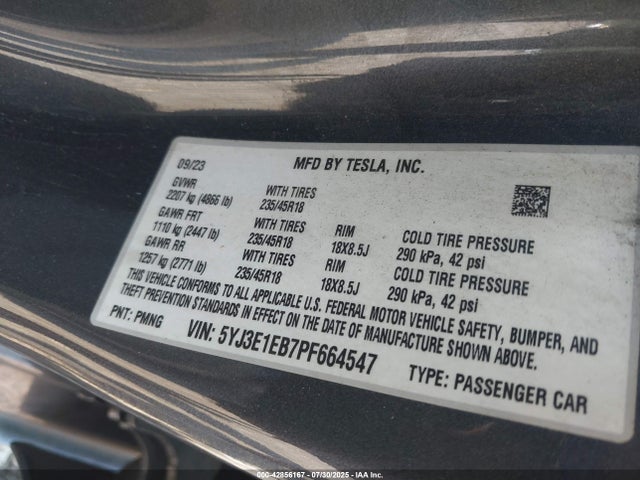 09/23 MFD BY TESLA, INC.
GVWR
2207 kg (4866 lb) WITH TIRES
GAWR FRT 235/45R18
1110 kg (2447 lb) WITH TIRES RIM COLD TIRE PRESSURE
GAWR RR 235/45R18 18X8.5J 290 kPa, 42 psi
1257 kg (2771 lb) WITH TIRES RIM COLD TIRE PRESSURE
235/45R18 18X8.5J 290 kPa, 42 psi
THIS VEHICLE CONFORMS TO ALL APPLICABLE U.S. FEDERAL MOTOR VEHICLE SAFETY, BUMPER, AND
THEFT PREVENTION STANDARDS IN EFFECT ON THE DATE OF MANUFACTURE SHOWN ABOVE.
PNT: PMNG VIN: 5YJ3E1EB7PF664547 TYPE: PASSENGER CAR
000-42856167 - 07/30/2025 - IAA Inc.